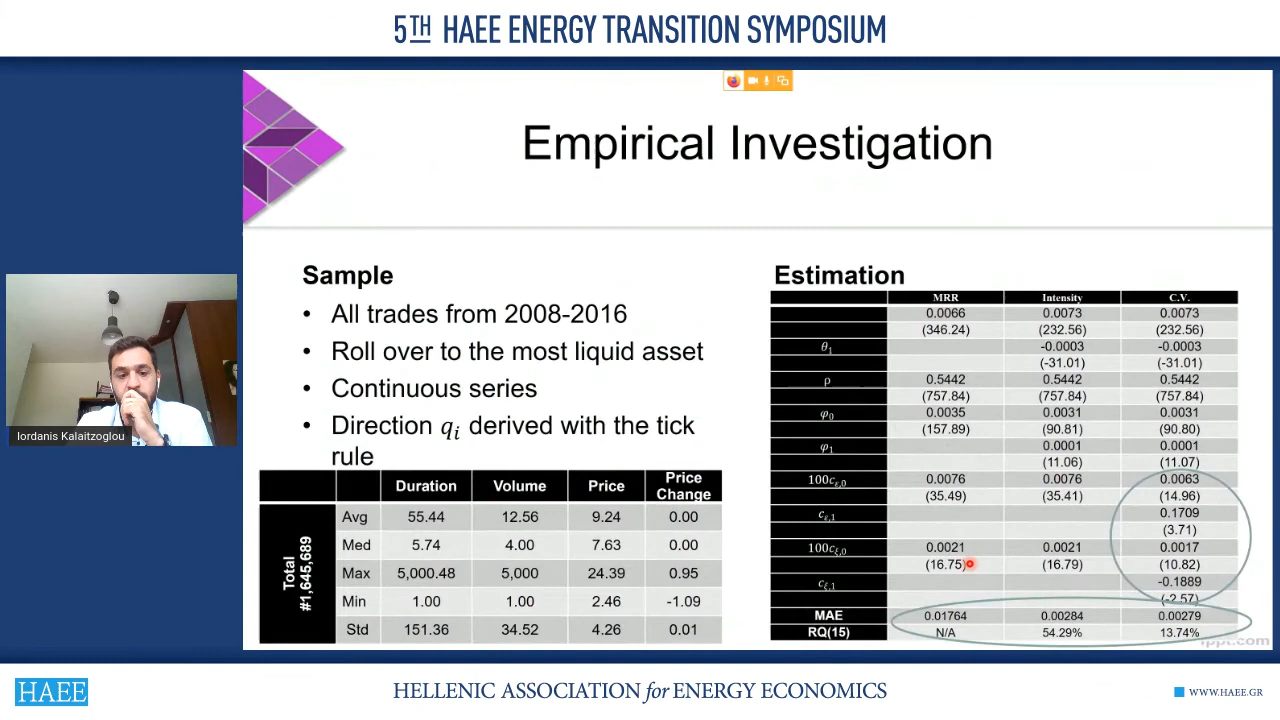 5TH HAEE ENERGY TRANSITION SYMPOSIUM
Empirical Investigation
Sample
• All trades from 2008-2016
• Roll over to the most liquid asset
• Continuous series
• Direction qᵢ derived with the tick
rule
Duration Volume Price Price Change
Total #1,645,689
Avg 55.44 12.56 9.24 0.00
Med 5.74 4.00 7.63 0.00
Max 5,000.48 5,000 24.39 0.95
Min 1.00 1.00 2.46 -1.09
Std 151.36 34.52 4.26 0.01
Estimation
MRR Intensity C.V.
0.0066 0.0073 0.0073
(346.24) (232.56) (232.56)
θ₁ -0.0003 -0.0003
(-31.01) (-31.01)
ρ 0.5442 0.5442 0.5442
(757.84) (757.84) (757.84)
φ₀ 0.0035 0.0031 0.0031
(157.89) (90.81) (90.80)
φ₁ 0.0001 0.0001
(11.06) (11.07)
100cε,0 0.0076 0.0076 0.0063
(35.49) (35.41) (14.96)
cε,1 0.1709
(3.71)
100cξ,0 0.0021 0.0021 0.0017
(16.75) (16.79) (10.82)
cξ,1 -0.1889
(-2.57)
MAE 0.01764 0.00284 0.00279
RQ(15) N/A 54.29% 13.74%
fppt.com
Iordanis Kalaitzoglou
HAEE
HELLENIC ASSOCIATION for ENERGY ECONOMICS
WWW.HAEE.GR